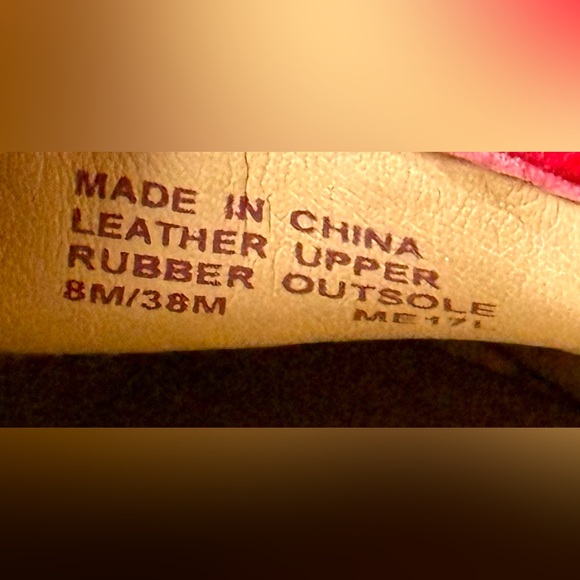 MADE IN CHINA
LEATHER UPPER
RUBBER OUTSOLE
8M/38M